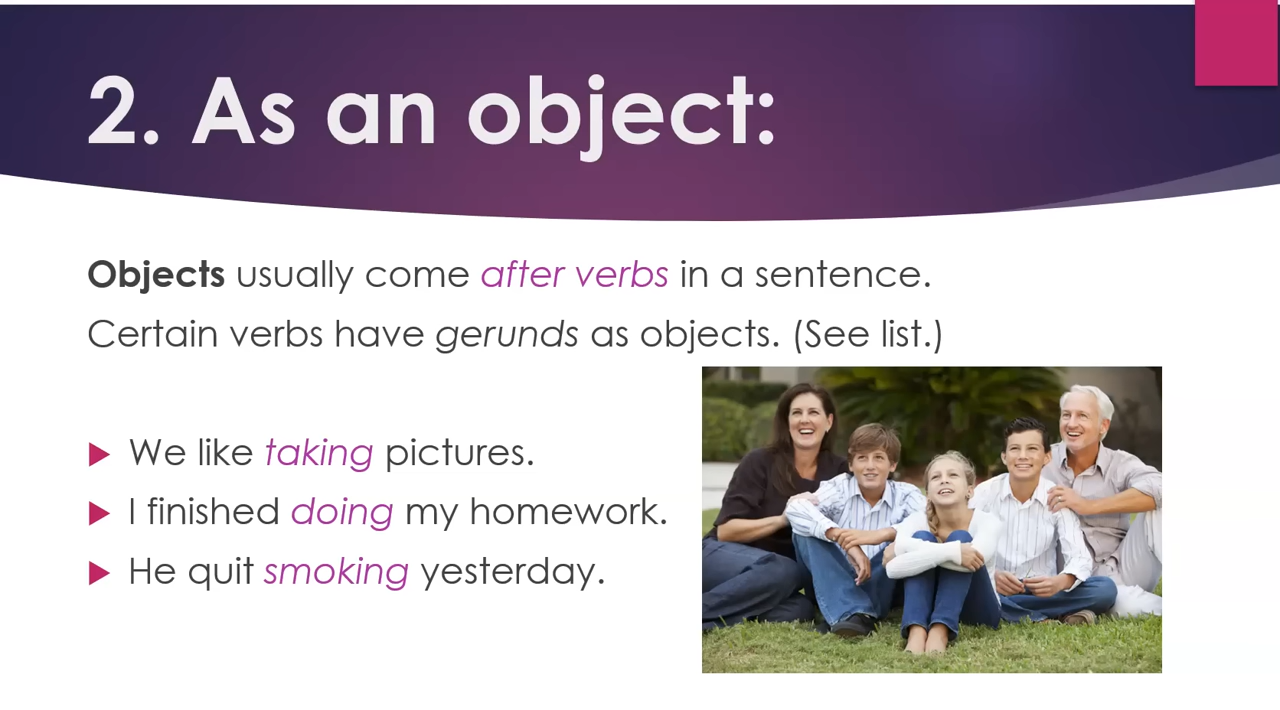 2. As an object:
Objects usually come after verbs in a sentence.
Certain verbs have gerunds as objects. (See list.)
We like taking pictures.
I finished doing my homework.
He quit smoking yesterday.